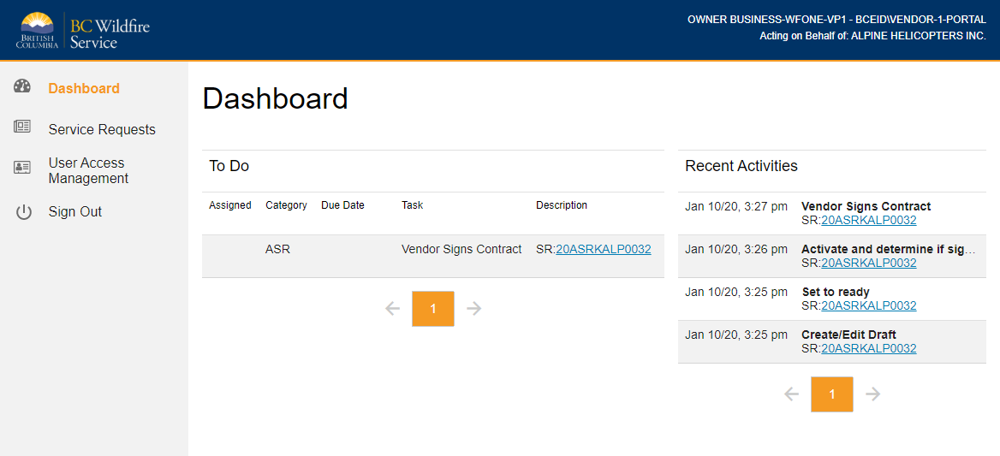 BRITISH
COLUMBIA
BC Wildfire
Service
OWNER BUSINESS-WFONE-VP1 - BCEID\VENDOR-1-PORTAL
Acting on Behalf of: ALPINE HELICOPTERS INC.
Dashboard
Service Requests
User Access
Management
Sign Out
Dashboard
To Do
Assigned Category Due Date Task Description
ASR Vendor Signs Contract SR:20ASRKALP0032
1
Recent Activities
Jan 10/20, 3:27 pm Vendor Signs Contract
SR:20ASRKALP0032
Jan 10/20, 3:26 pm Activate and determine if sig…
SR:20ASRKALP0032
Jan 10/20, 3:25 pm Set to ready
SR:20ASRKALP0032
Jan 10/20, 3:25 pm Create/Edit Draft
SR:20ASRKALP0032
1